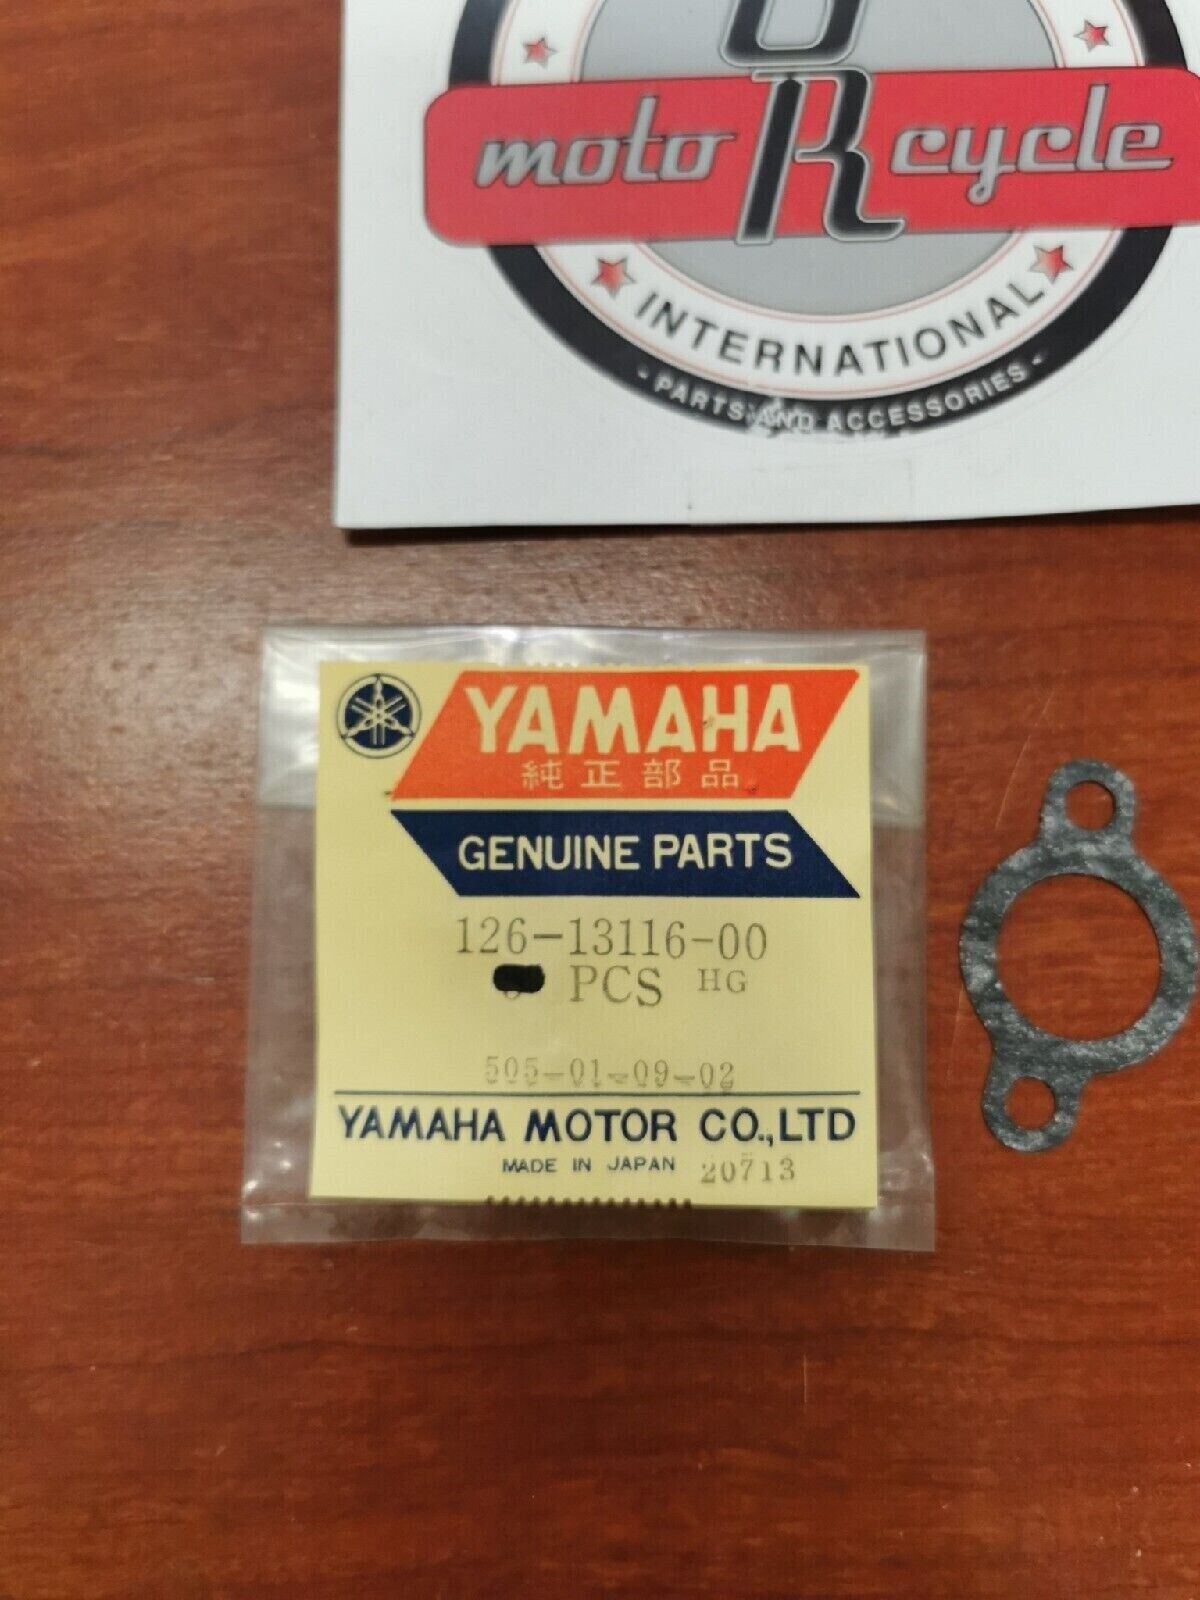 OR
moto cycle
INTERNATIONAL
- PARTS AND ACCESSORIES -
YAMAHA
純正部品
GENUINE PARTS
126-13116-00
PCS HG
505-01-09-02
YAMAHA MOTOR CO.,LTD
MADE IN JAPAN 20713